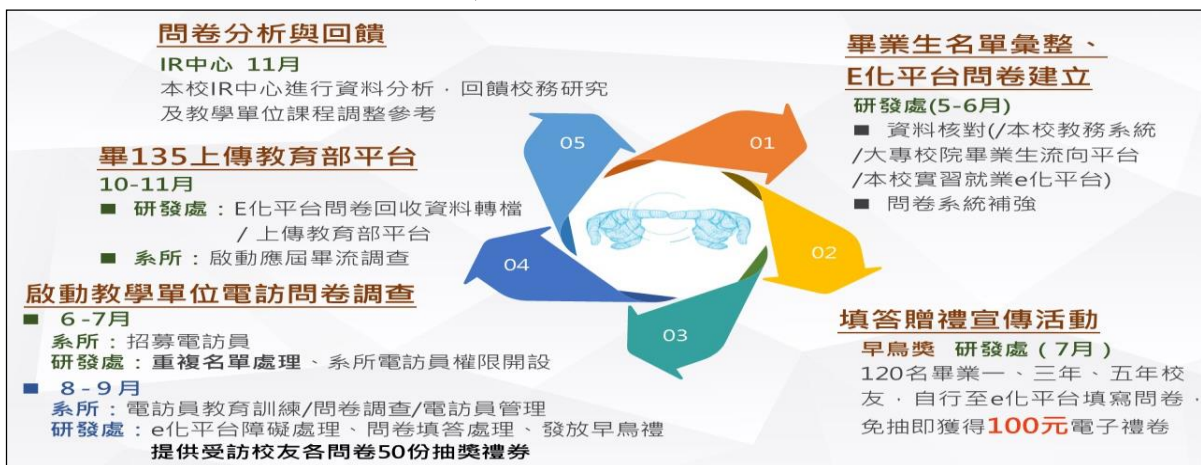 畢業生名單彙整、
E化平台問卷建立
研發處(5-6月)
■ 資料核對(/本校教務系統
/大專校院畢業生流向平台
/本校實習就業e化平台)
■ 問卷系統補強
填答贈禮宣傳活動
早鳥獎 研發處（7月）
120名畢業一、三年、五年校
友，自行至e化平台填寫問卷，
免抽即獲得100元電子禮卷
啟動教學單位電訪問卷調查
■ 6-7月
系所：招募電訪員
研發處：重複名單處理、系所電訪員權限開設
■ 8-9月
系所：電訪員教育訓練/問卷調查/電訪員管理
研發處：e化平台障礙處理、問卷填答處理、發放早鳥禮
提供受訪校友各問卷50份抽獎禮券
畢135上傳教育部平台
10-11月
■ 研發處：E化平台問卷回收資料轉檔
/ 上傳教育部平台
■ 系所：啟動應屆畢流調查
問卷分析與回饋
IR中心 11月
本校IR中心進行資料分析，回饋校務研究
及教學單位課程調整參考
01
02
03
04
05